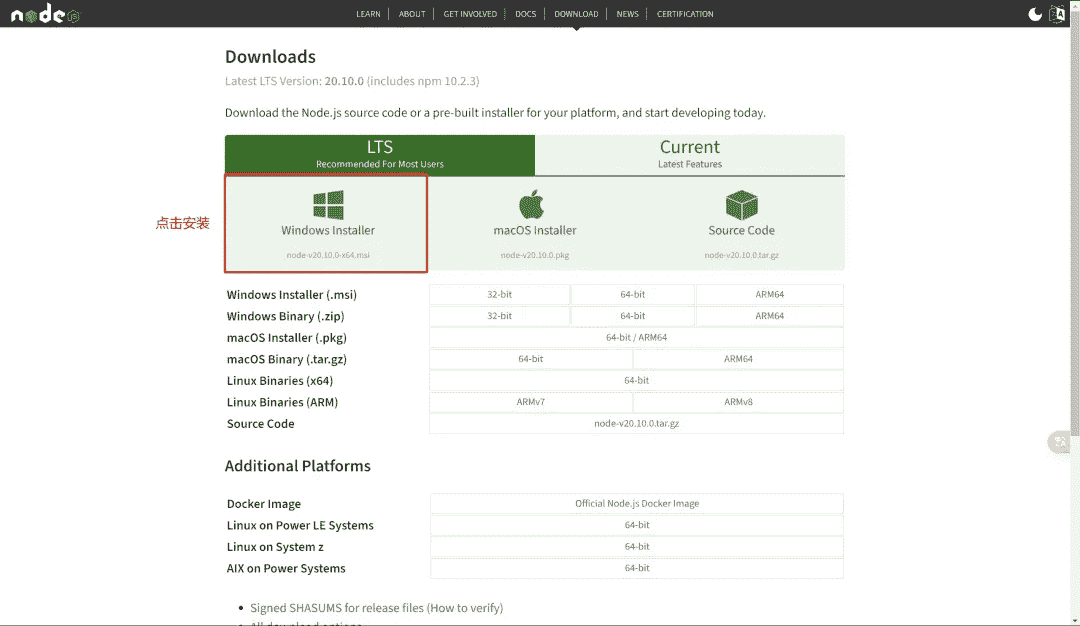 node
LEARN ABOUT GET INVOLVED DOCS DOWNLOAD NEWS CERTIFICATION
Downloads
Latest LTS Version: 20.10.0 (includes npm 10.2.3)
Download the Node.js source code or a pre-built installer for your platform, and start developing today.
LTS
Recommended For Most Users
Current
Latest Features
点击安装
Windows Installer
node-v20.10.0-x64.msi
macOS Installer
node-v20.10.0.pkg
Source Code
node-v20.10.0.tar.gz
Windows Installer (.msi) 32-bit 64-bit ARM64
Windows Binary (.zip) 32-bit 64-bit ARM64
macOS Installer (.pkg) 64-bit / ARM64
macOS Binary (.tar.gz) 64-bit ARM64
Linux Binaries (x64) 64-bit
Linux Binaries (ARM) ARMv7 ARMv8
Source Code node-v20.10.0.tar.gz
Additional Platforms
Docker Image Official Node.js Docker Image
Linux on Power LE Systems 64-bit
Linux on System z 64-bit
AIX on Power Systems 64-bit
Signed SHASUMS for release files (How to verify)
All download options